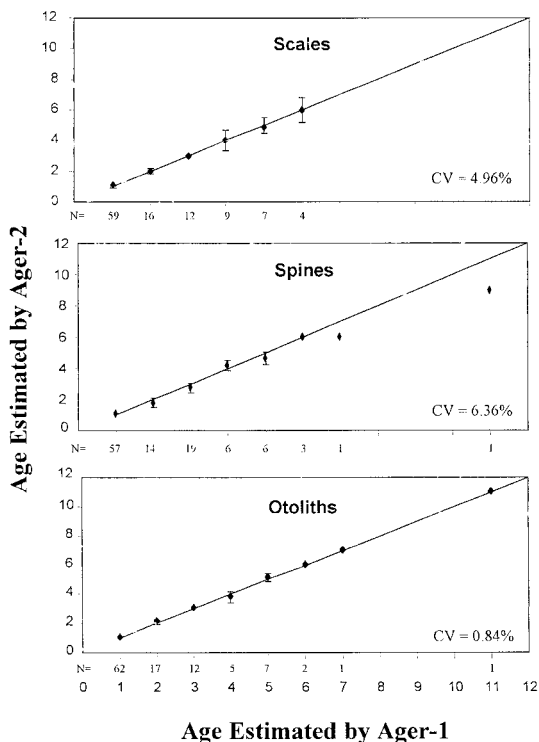 12
Scales
10
8
6
4
2
CV = 4.96%
0
N= 59 16 12 9 7 4
12
Spines
10
8
6
4
2
CV = 6.36%
0
N= 57 14 19 6 6 3 1 1
12
Otoliths
10
8
6
4
2
CV = 0.84%
0
N= 62 17 12 5 7 2 1 1
0 1 2 3 4 5 6 7 8 9 10 11 12
Age Estimated by Ager-2
Age Estimated by Ager-1